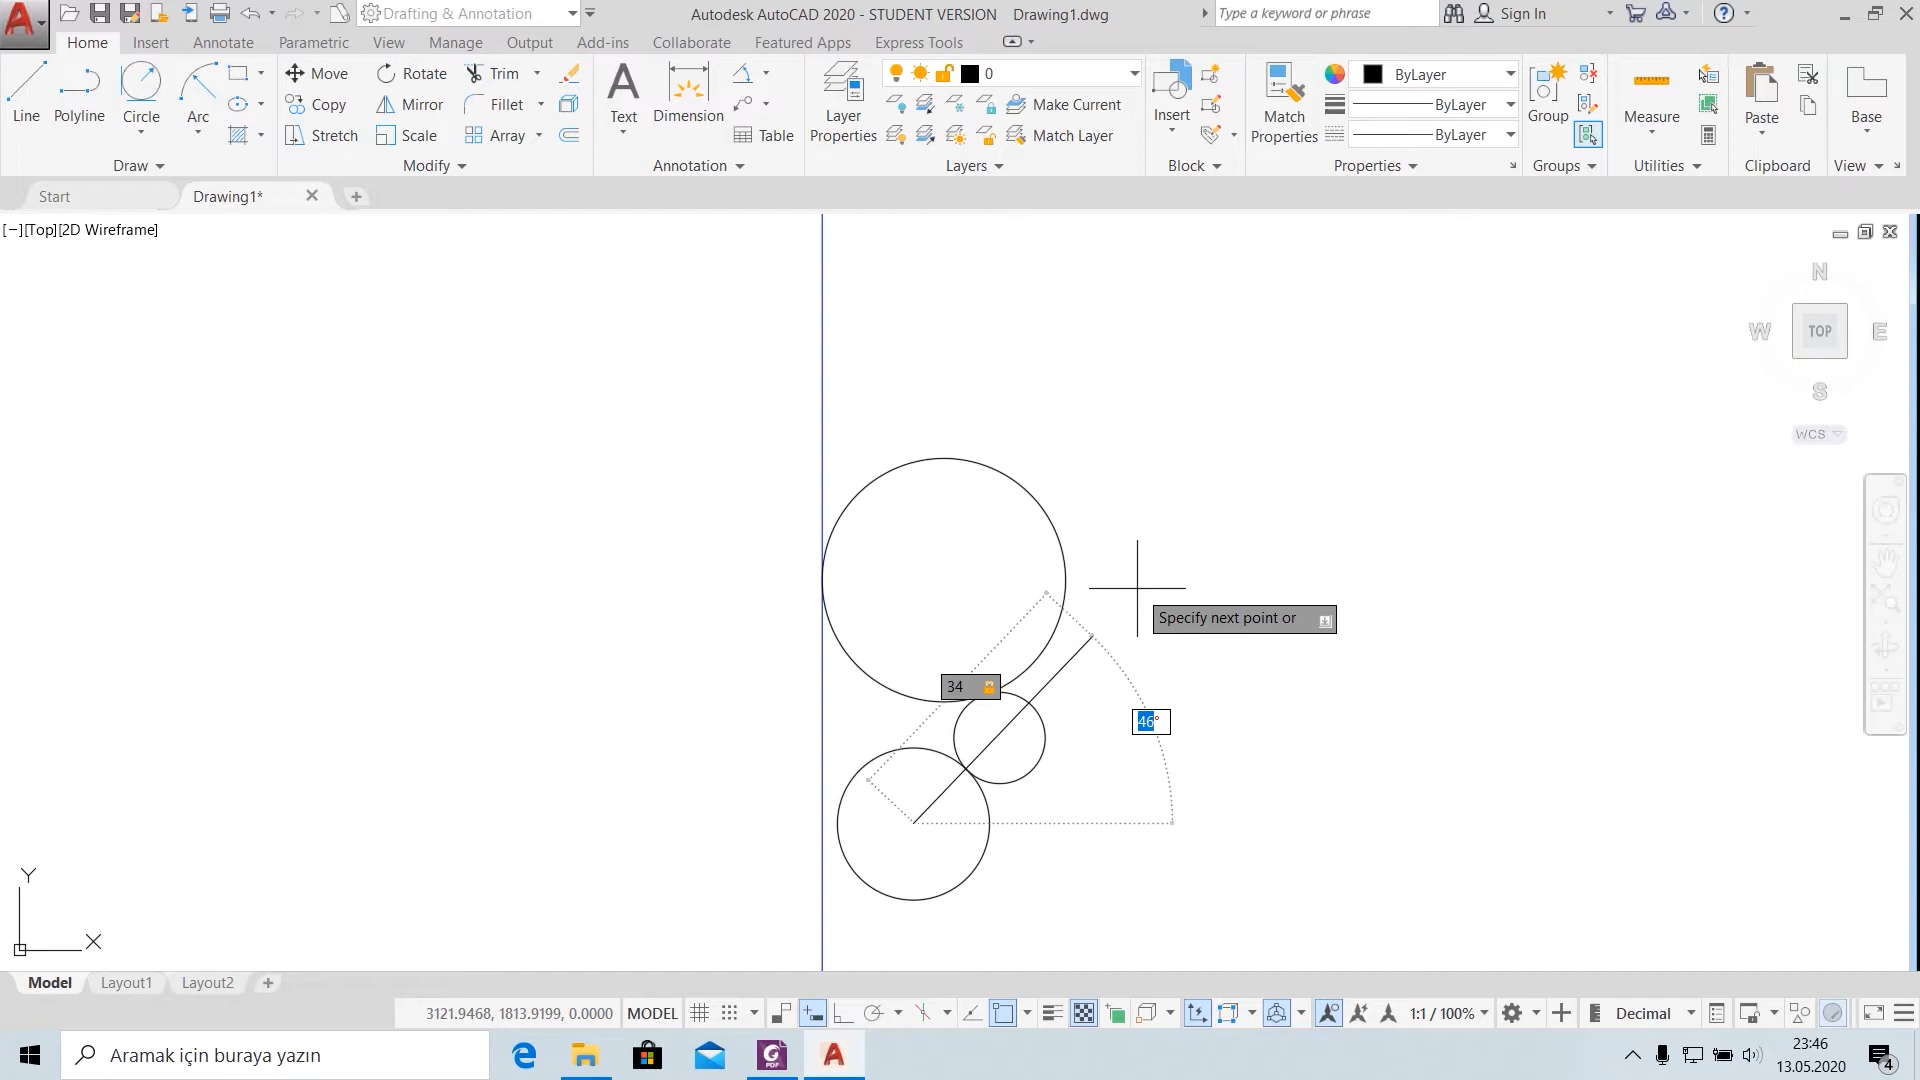 Drafting & Annotation
Autodesk AutoCAD 2020 - STUDENT VERSION Drawing1.dwg
Type a keyword or phrase
Sign In
Home Insert Annotate Parametric View Manage Output Add-ins Collaborate Featured Apps Express Tools
Line Polyline Circle Arc
Move Rotate Trim
Copy Mirror Fillet
Stretch Scale Array
Text Dimension Table
Layer Properties
0
Make Current
Match Layer
Insert
Match Properties
ByLayer
ByLayer
ByLayer
Group
Measure
Paste
Base
Draw Modify Annotation Layers Block Properties Groups Utilities Clipboard View
Start Drawing1*
[−][Top][2D Wireframe]
N
W TOP E
S
WCS
Specify next point or
34
46°
Y
X
Model Layout1 Layout2
3121.9468, 1813.9199, 0.0000 MODEL
1:1 / 100%
Decimal
Aramak için buraya yazın
PDF
23:46
13.05.2020
4